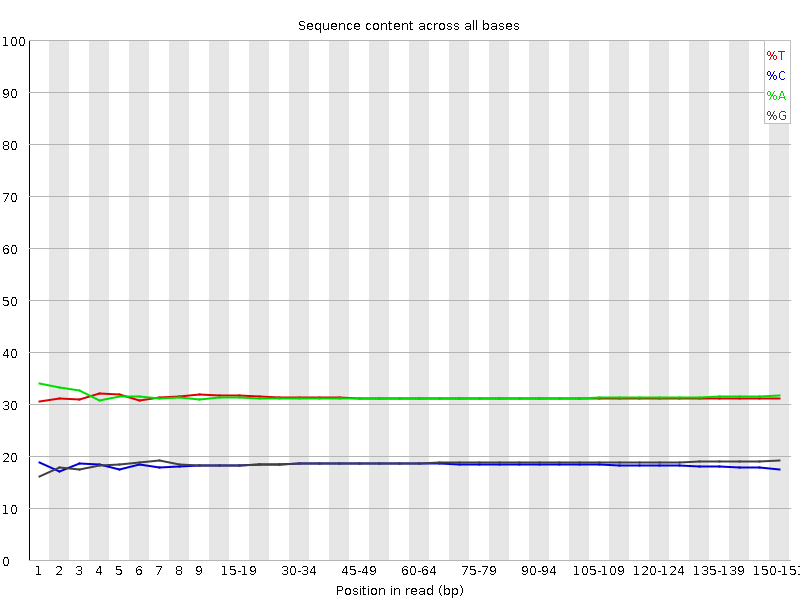 Sequence content across all bases
100
90
80
70
60
50
40
30
20
10
0
%T
%C
%A
%G
1 2 3 4 5 6 7 8 9 15-19 30-34 45-49 60-64 75-79 90-94 105-109 120-124 135-139 150-151
Position in read (bp)